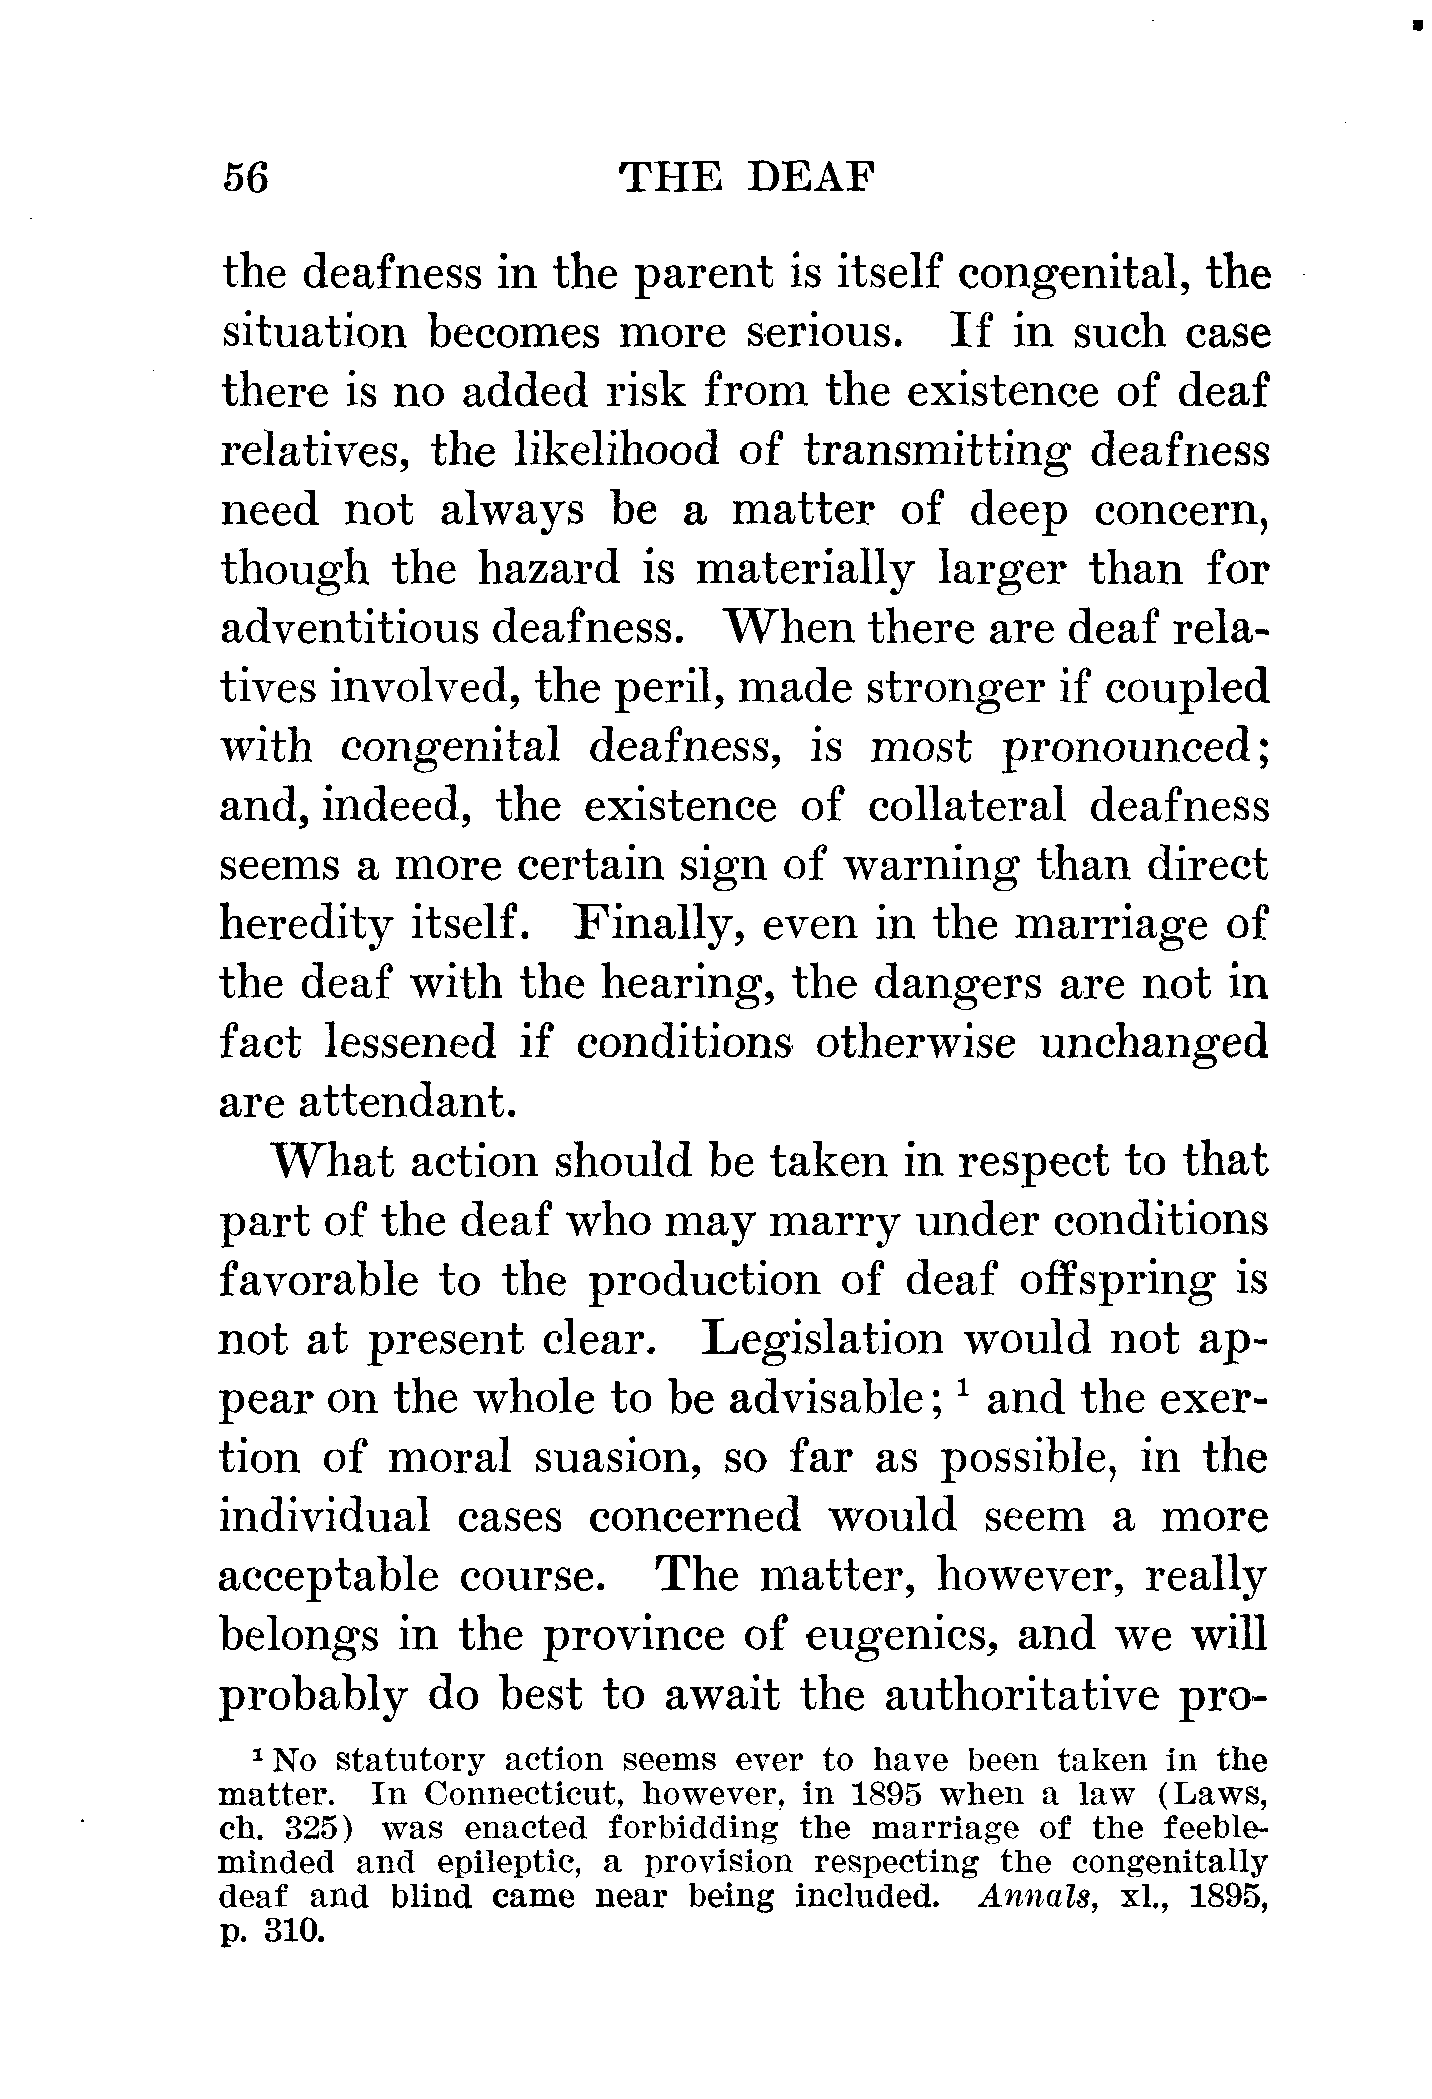 56 THE DEAF
the deafness in the parent is itself congenital, the
situation becomes more serious. If in such case
there is no added risk from the existence of deaf
relatives, the likelihood of transmitting deafness
need not always be a matter of deep concern,
though the hazard is materially larger than for
adventitious deafness. When there are deaf rela-
tives involved, the peril, made stronger if coupled
with congenital deafness, is most pronounced;
and, indeed, the existence of collateral deafness
seems a more certain sign of warning than direct
heredity itself. Finally, even in the marriage of
the deaf with the hearing, the dangers are not in
fact lessened if conditions otherwise unchanged
are attendant.
What action should be taken in respect to that
part of the deaf who may marry under conditions
favorable to the production of deaf offspring is
not at present clear. Legislation would not ap-
pear on the whole to be advisable; ¹ and the exer-
tion of moral suasion, so far as possible, in the
individual cases concerned would seem a more
acceptable course. The matter, however, really
belongs in the province of eugenics, and we will
probably do best to await the authoritative pro-
¹ No statutory action seems ever to have been taken in the
matter. In Connecticut, however, in 1895 when a law (Laws,
ch. 325) was enacted forbidding the marriage of the feeble-
minded and epileptic, a provision respecting the congenitally
deaf and blind came near being included. Annals, xl., 1895,
p. 310.